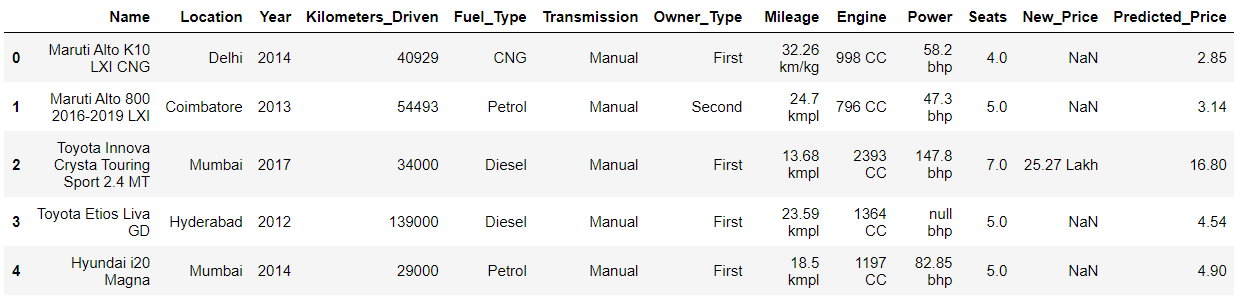 Name Location Year Kilometers_Driven Fuel_Type Transmission Owner_Type Mileage Engine Power Seats New_Price Predicted_Price
0 Maruti Alto K10 LXI CNG Delhi 2014 40929 CNG Manual First 32.26 km/kg 998 CC 58.2 bhp 4.0 NaN 2.85
1 Maruti Alto 800 2016-2019 LXI Coimbatore 2013 54493 Petrol Manual Second 24.7 kmpl 796 CC 47.3 bhp 5.0 NaN 3.14
2 Toyota Innova Crysta Touring Sport 2.4 MT Mumbai 2017 34000 Diesel Manual First 13.68 kmpl 2393 CC 147.8 bhp 7.0 25.27 Lakh 16.80
3 Toyota Etios Liva GD Hyderabad 2012 139000 Diesel Manual First 23.59 kmpl 1364 CC null bhp 5.0 NaN 4.54
4 Hyundai i20 Magna Mumbai 2014 29000 Petrol Manual First 18.5 kmpl 1197 CC 82.85 bhp 5.0 NaN 4.90